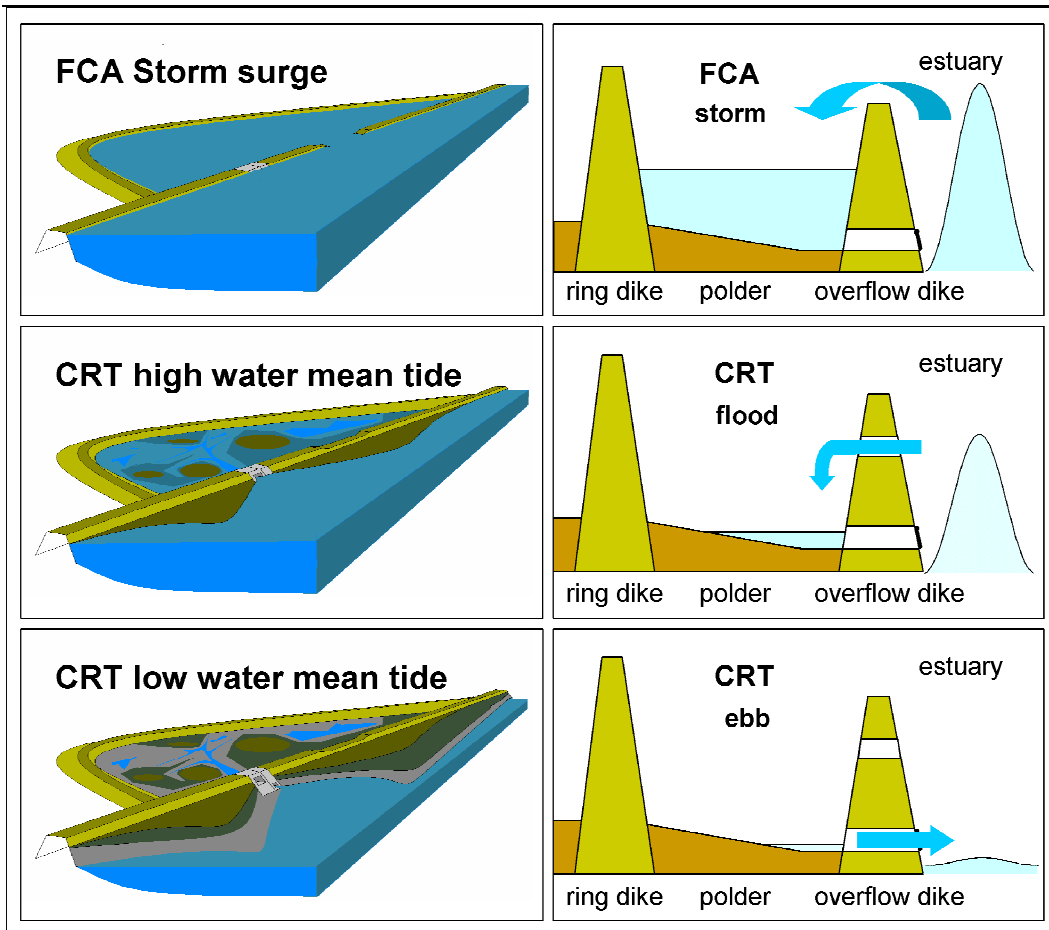 FCA Storm surge
FCA
storm
estuary
ring dike polder overflow dike
CRT high water mean tide
CRT
flood
estuary
ring dike polder overflow dike
CRT low water mean tide
CRT
ebb
estuary
ring dike polder overflow dike